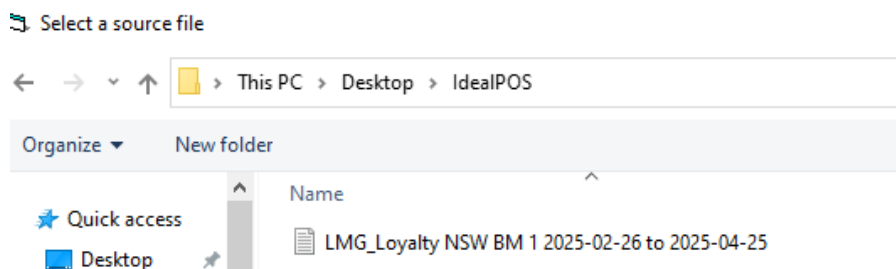 Select a source file
This PC > Desktop > IdealPOS
Organize New folder
Name
Quick access
LMG_Loyalty NSW BM 1 2025-02-26 to 2025-04-25
Desktop